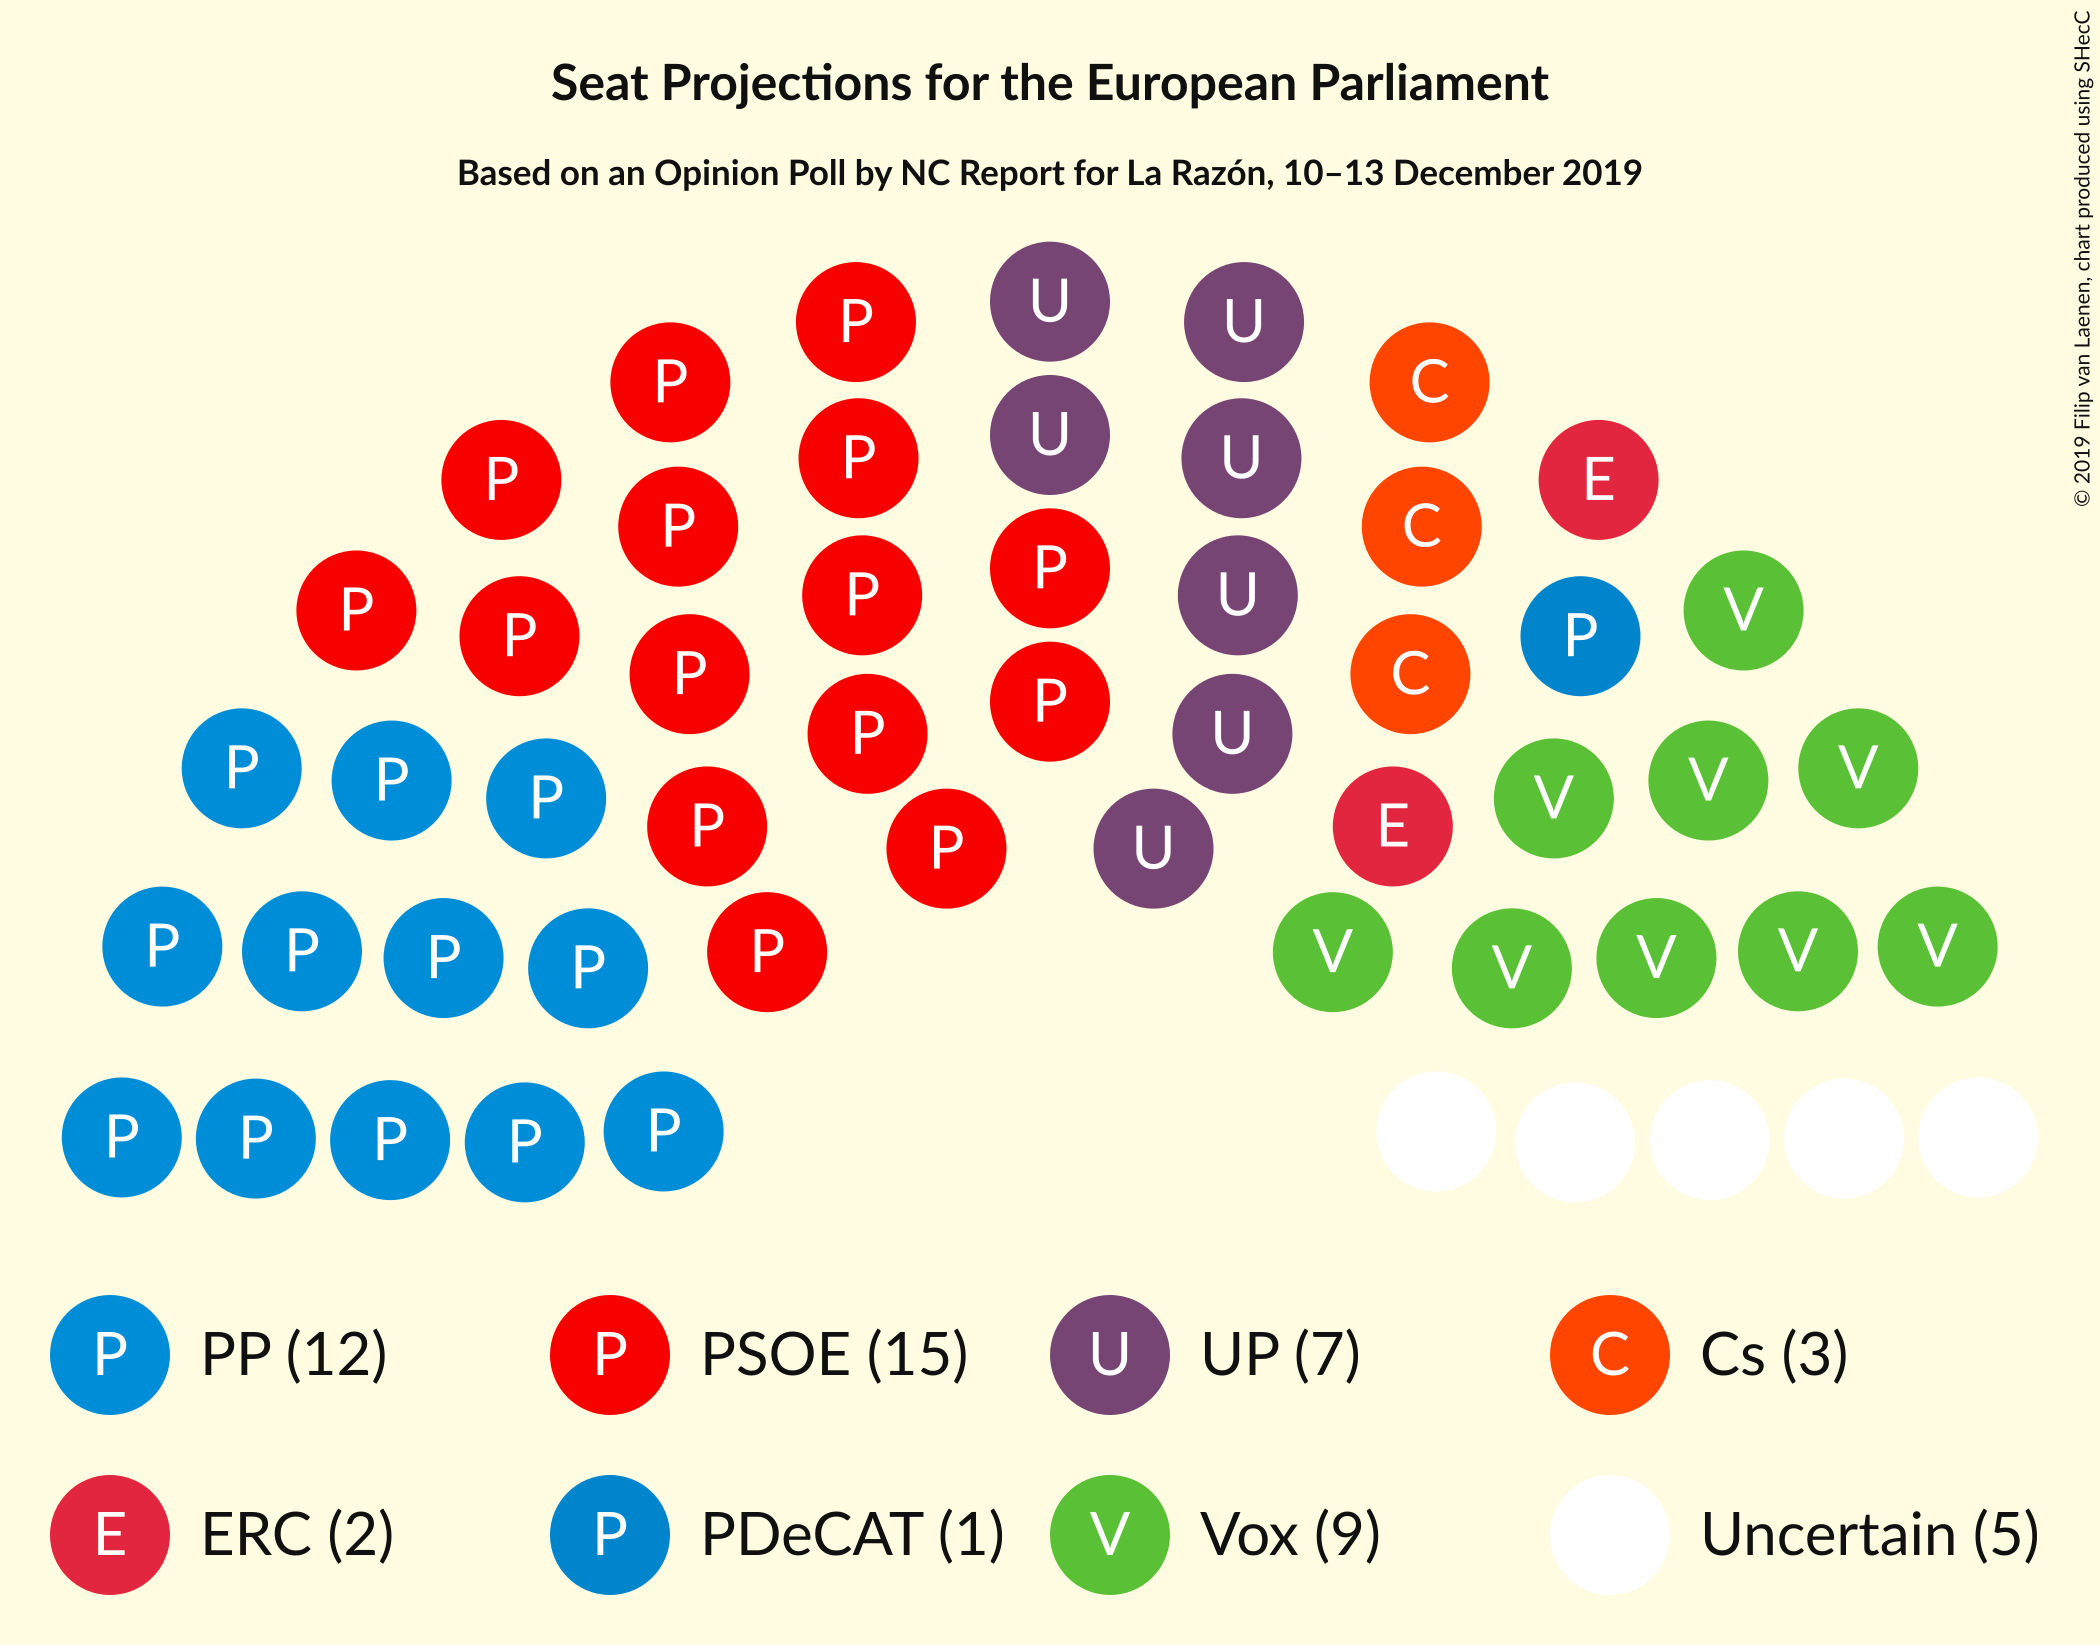 Seat Projections for the European Parliament
Based on an Opinion Poll by NC Report for La Razón, 10–13 December 2019
© 2019 Filip van Laenen, chart produced using SHecC
U
P U
P C
U
P U
P E
P C
P
P U
P V
P P
P C
P
P U
P V
P P V
P V
P E
P U
P V
P V
P V
P V
P V
P P P P P
P PP (12) P PSOE (15) U UP (7) C Cs (3)
E ERC (2) P PDeCAT (1) V Vox (9) Uncertain (5)